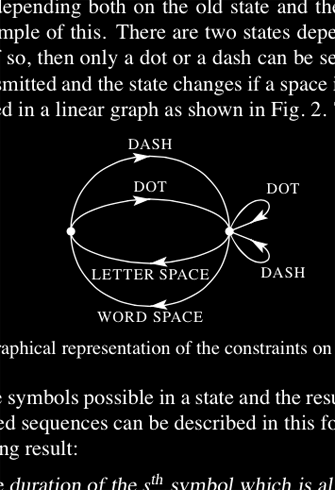 depending both on the old state and the
mple of this. There are two states depe
f so, then only a dot or a dash can be se
smitted and the state changes if a space
ed in a linear graph as shown in Fig. 2.
DASH
DOT
DOT
LETTER SPACE
DASH
WORD SPACE
raphical representation of the constraints on
e symbols possible in a state and the resu
ed sequences can be described in this fo
ng result:
e duration of the sth symbol which is al